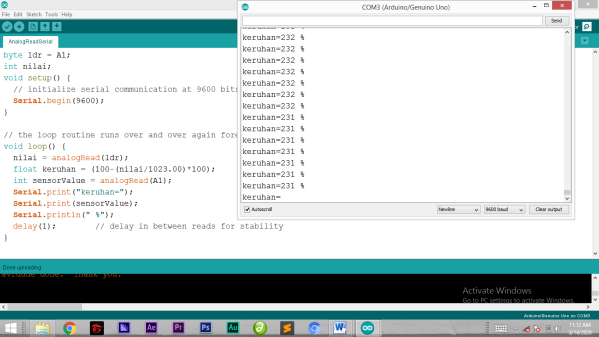 COM3 (Arduino/Genuino Uno)
File Edit Sketch Tools Help
Send
AnalogReadSerial
byte ldr = A1;
int nilai;
void setup() {
// initialize serial communication at 9600 bits
Serial.begin(9600);
}
// the loop routine runs over and over again fore
void loop() {
nilai = analogRead(ldr);
float keruhan = (100-(nilai/1023.00)*100);
int sensorValue = analogRead(A1);
Serial.print("keruhan=");
Serial.print(sensorValue);
Serial.println(" %");
delay(1); // delay in between reads for stability
}
keruhan=232 %
keruhan=232 %
keruhan=232 %
keruhan=232 %
keruhan=232 %
keruhan=232 %
keruhan=232 %
keruhan=231 %
keruhan=231 %
keruhan=231 %
keruhan=231 %
keruhan=231 %
keruhan=231 %
keruhan=231 %
keruhan=
Autoscroll
Newline
9600 baud
Clear output
Done uploading.
avrdude done. Thank you.
Activate Windows
Go to PC settings to activate Windows.
Arduino/Genuino Uno on COM3
Ae Pr Ps Au W
11:12 AM